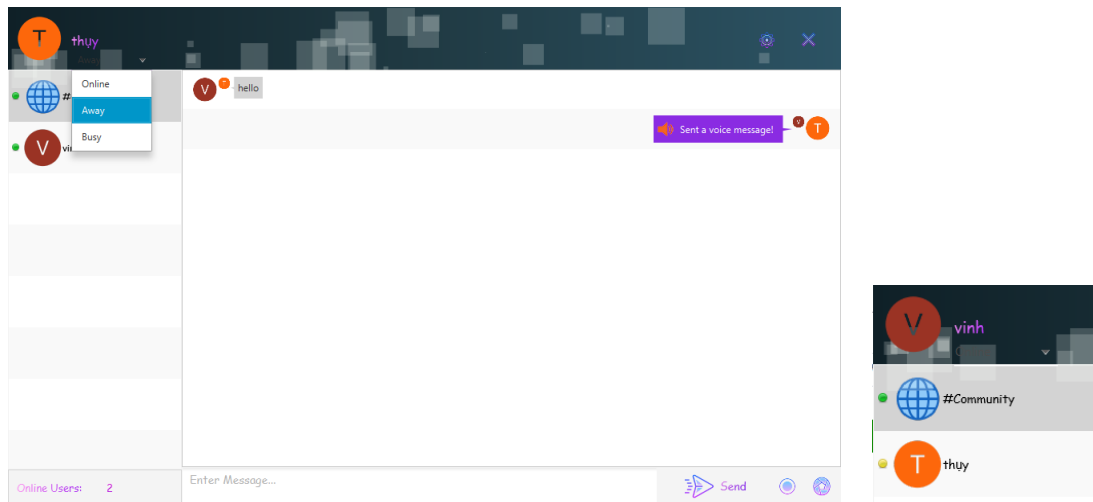 T
thụy
Away
Online
Away
Busy
#
V
vi
V
T
hello
Sent a voice message!
V
T
Online Users: 2
Enter Message...
Send
V
vinh
#Community
T
thụy